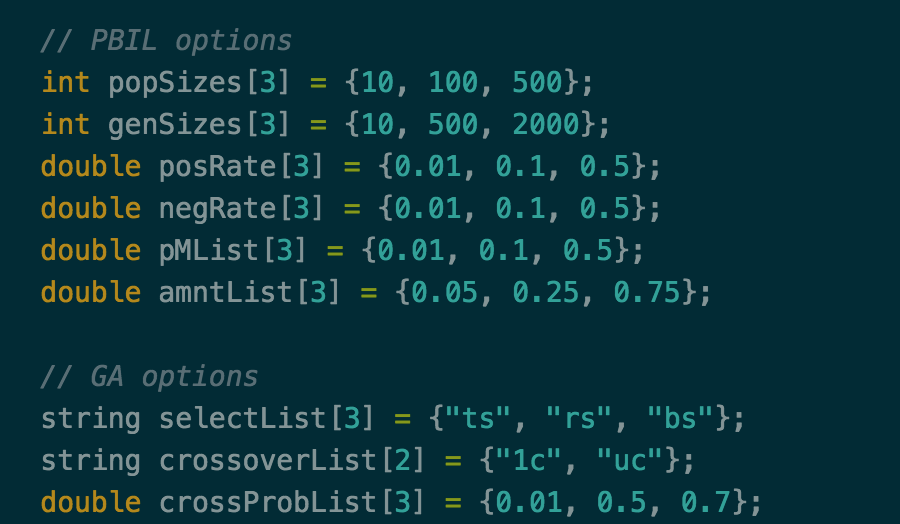 // PBIL options
int popSizes[3] = {10, 100, 500};
int genSizes[3] = {10, 500, 2000};
double posRate[3] = {0.01, 0.1, 0.5};
double negRate[3] = {0.01, 0.1, 0.5};
double pMList[3] = {0.01, 0.1, 0.5};
double amntList[3] = {0.05, 0.25, 0.75};
// GA options
string selectList[3] = {"ts", "rs", "bs"};
string crossoverList[2] = {"1c", "uc"};
double crossProbList[3] = {0.01, 0.5, 0.7};